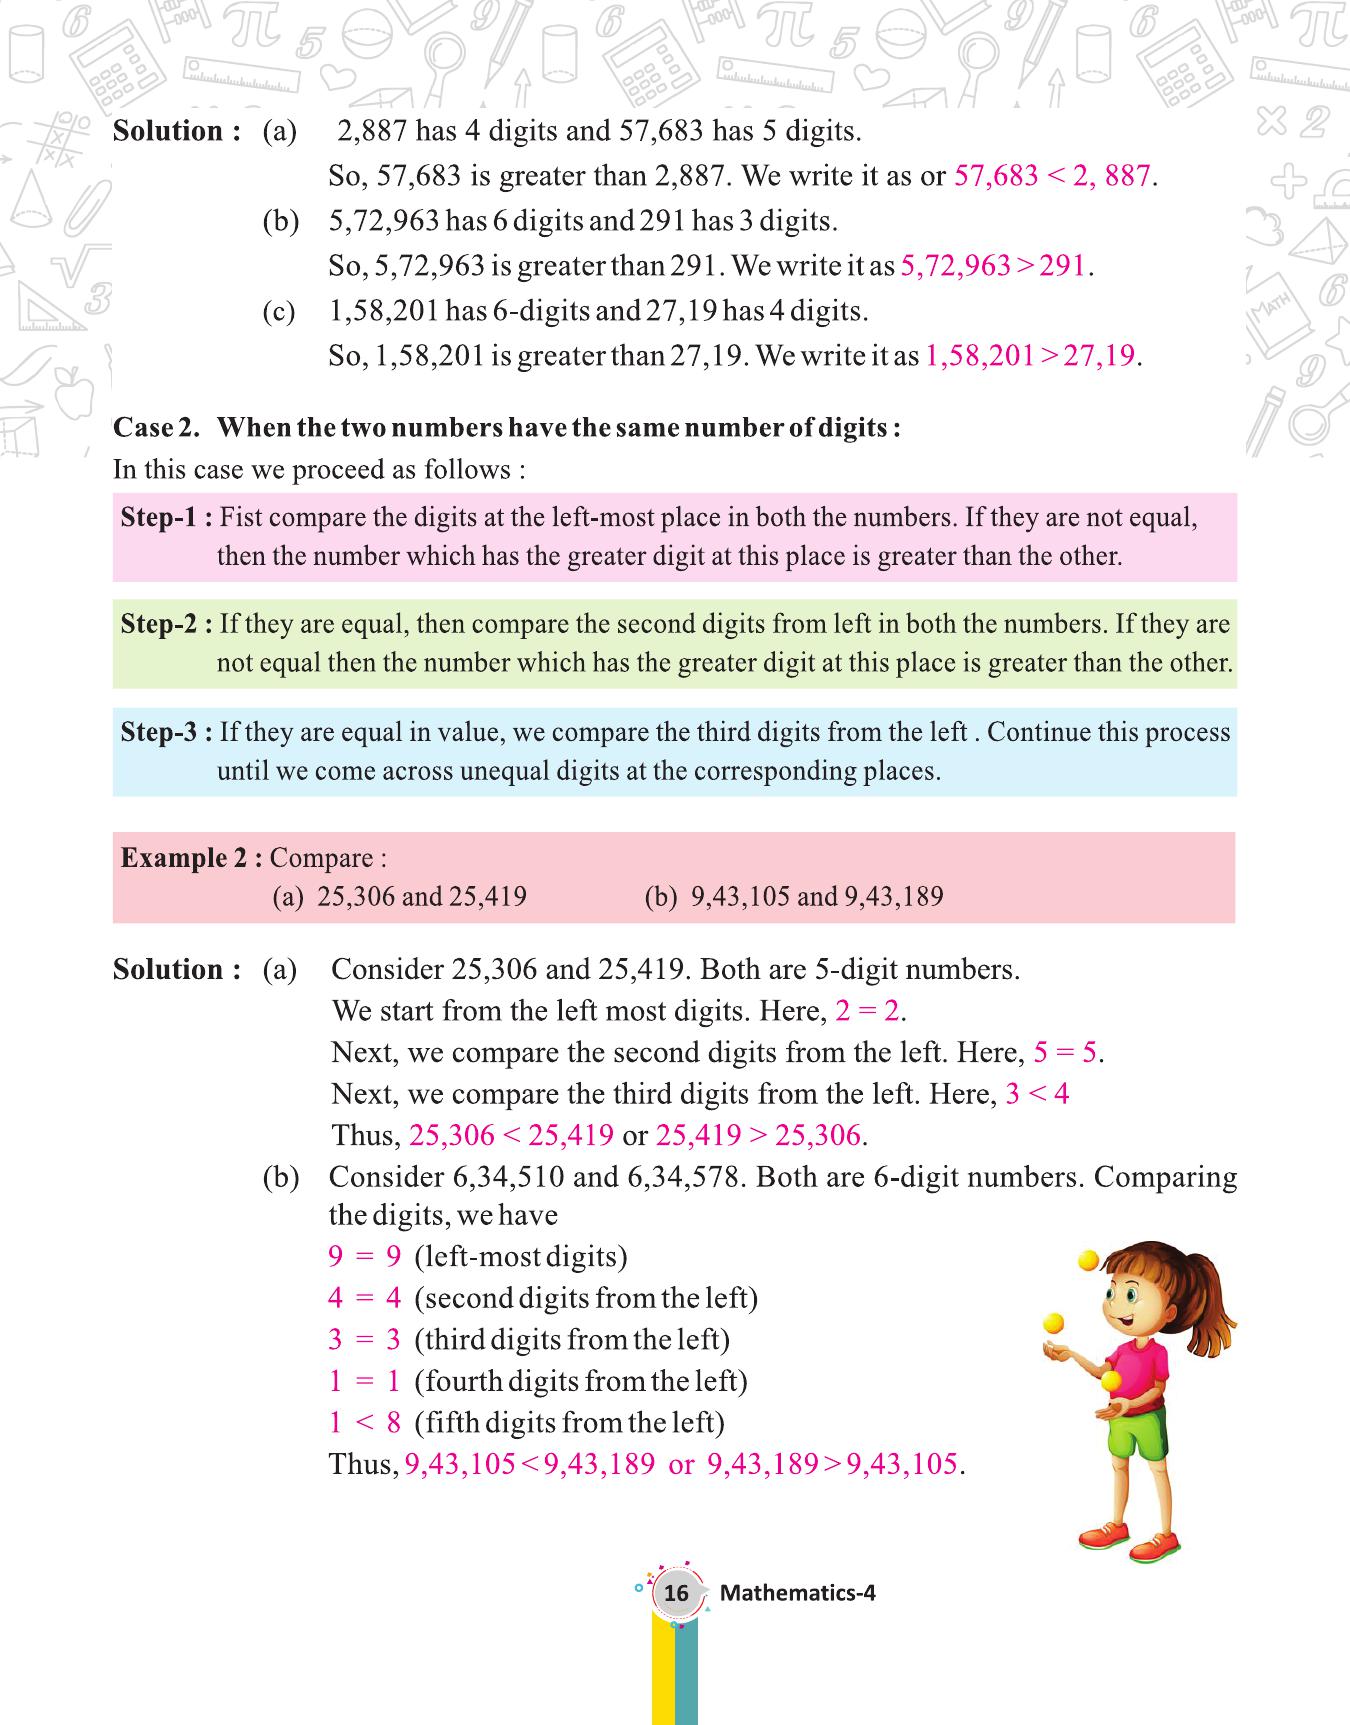 Solution : (a) 2,887 has 4 digits and 57,683 has 5 digits.
So, 57,683 is greater than 2,887. We write it as or 57,683 < 2, 887.
(b) 5,72,963 has 6 digits and 291 has 3 digits.
So, 5,72,963 is greater than 291. We write it as 5,72,963 > 291.
(c) 1,58,201 has 6-digits and 27,19 has 4 digits.
So, 1,58,201 is greater than 27,19. We write it as 1,58,201 > 27,19.
Case 2. When the two numbers have the same number of digits :
In this case we proceed as follows :
Step-1 : Fist compare the digits at the left-most place in both the numbers. If they are not equal,
then the number which has the greater digit at this place is greater than the other.
Step-2 : If they are equal, then compare the second digits from left in both the numbers. If they are
not equal then the number which has the greater digit at this place is greater than the other.
Step-3 : If they are equal in value, we compare the third digits from the left . Continue this process
until we come across unequal digits at the corresponding places.
Example 2 : Compare :
(a) 25,306 and 25,419 (b) 9,43,105 and 9,43,189
Solution : (a) Consider 25,306 and 25,419. Both are 5-digit numbers.
We start from the left most digits. Here, 2 = 2.
Next, we compare the second digits from the left. Here, 5 = 5.
Next, we compare the third digits from the left. Here, 3 < 4
Thus, 25,306 < 25,419 or 25,419 > 25,306.
(b) Consider 6,34,510 and 6,34,578. Both are 6-digit numbers. Comparing
the digits, we have
9 = 9 (left-most digits)
4 = 4 (second digits from the left)
3 = 3 (third digits from the left)
1 = 1 (fourth digits from the left)
1 < 8 (fifth digits from the left)
Thus, 9,43,105 < 9,43,189 or 9,43,189 > 9,43,105.
16 Mathematics-4